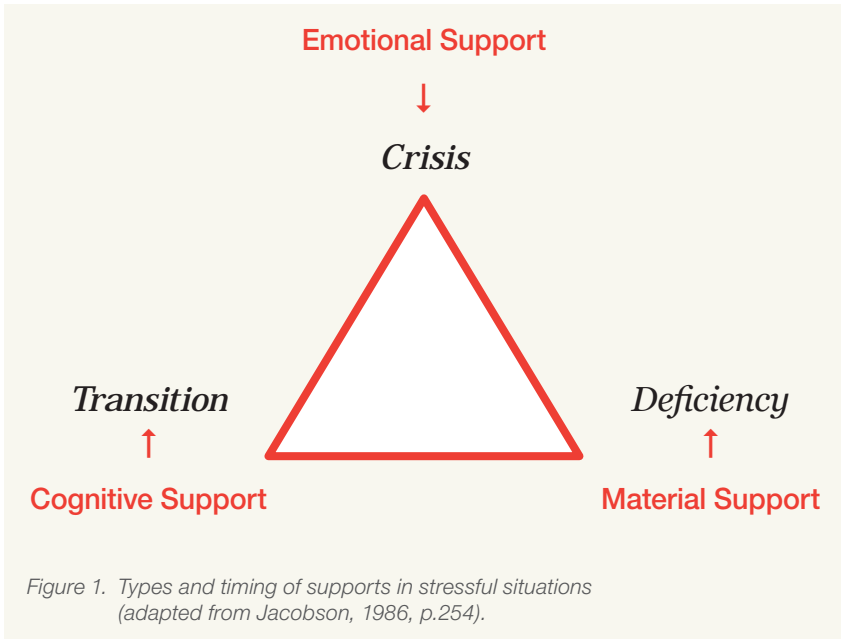 Emotional Support
↓
Crisis
Transition
Deficiency
↑
↑
Cognitive Support
Material Support
Figure 1. Types and timing of supports in stressful situations
(adapted from Jacobson, 1986, p.254).